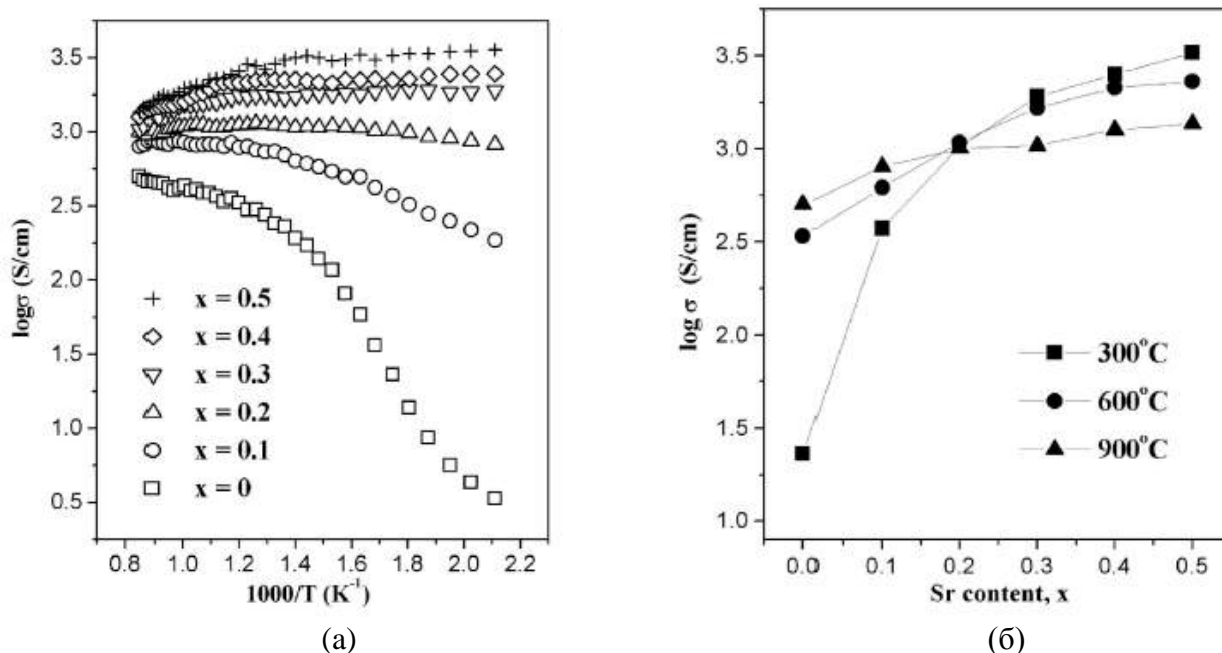 3.5
3.0
2.5
2.0
1.5
1.0
0.5
logσ (S/cm)
x = 0.5
x = 0.4
x = 0.3
x = 0.2
x = 0.1
x = 0
0.8 1.0 1.2 1.4 1.6 1.8 2.0 2.2
1000/T (K⁻¹)
(а)
3.5
3.0
2.5
2.0
1.5
1.0
log σ (S/cm)
300°C
600°C
900°C
0.0 0.1 0.2 0.3 0.4 0.5
Sr content, x
(б)